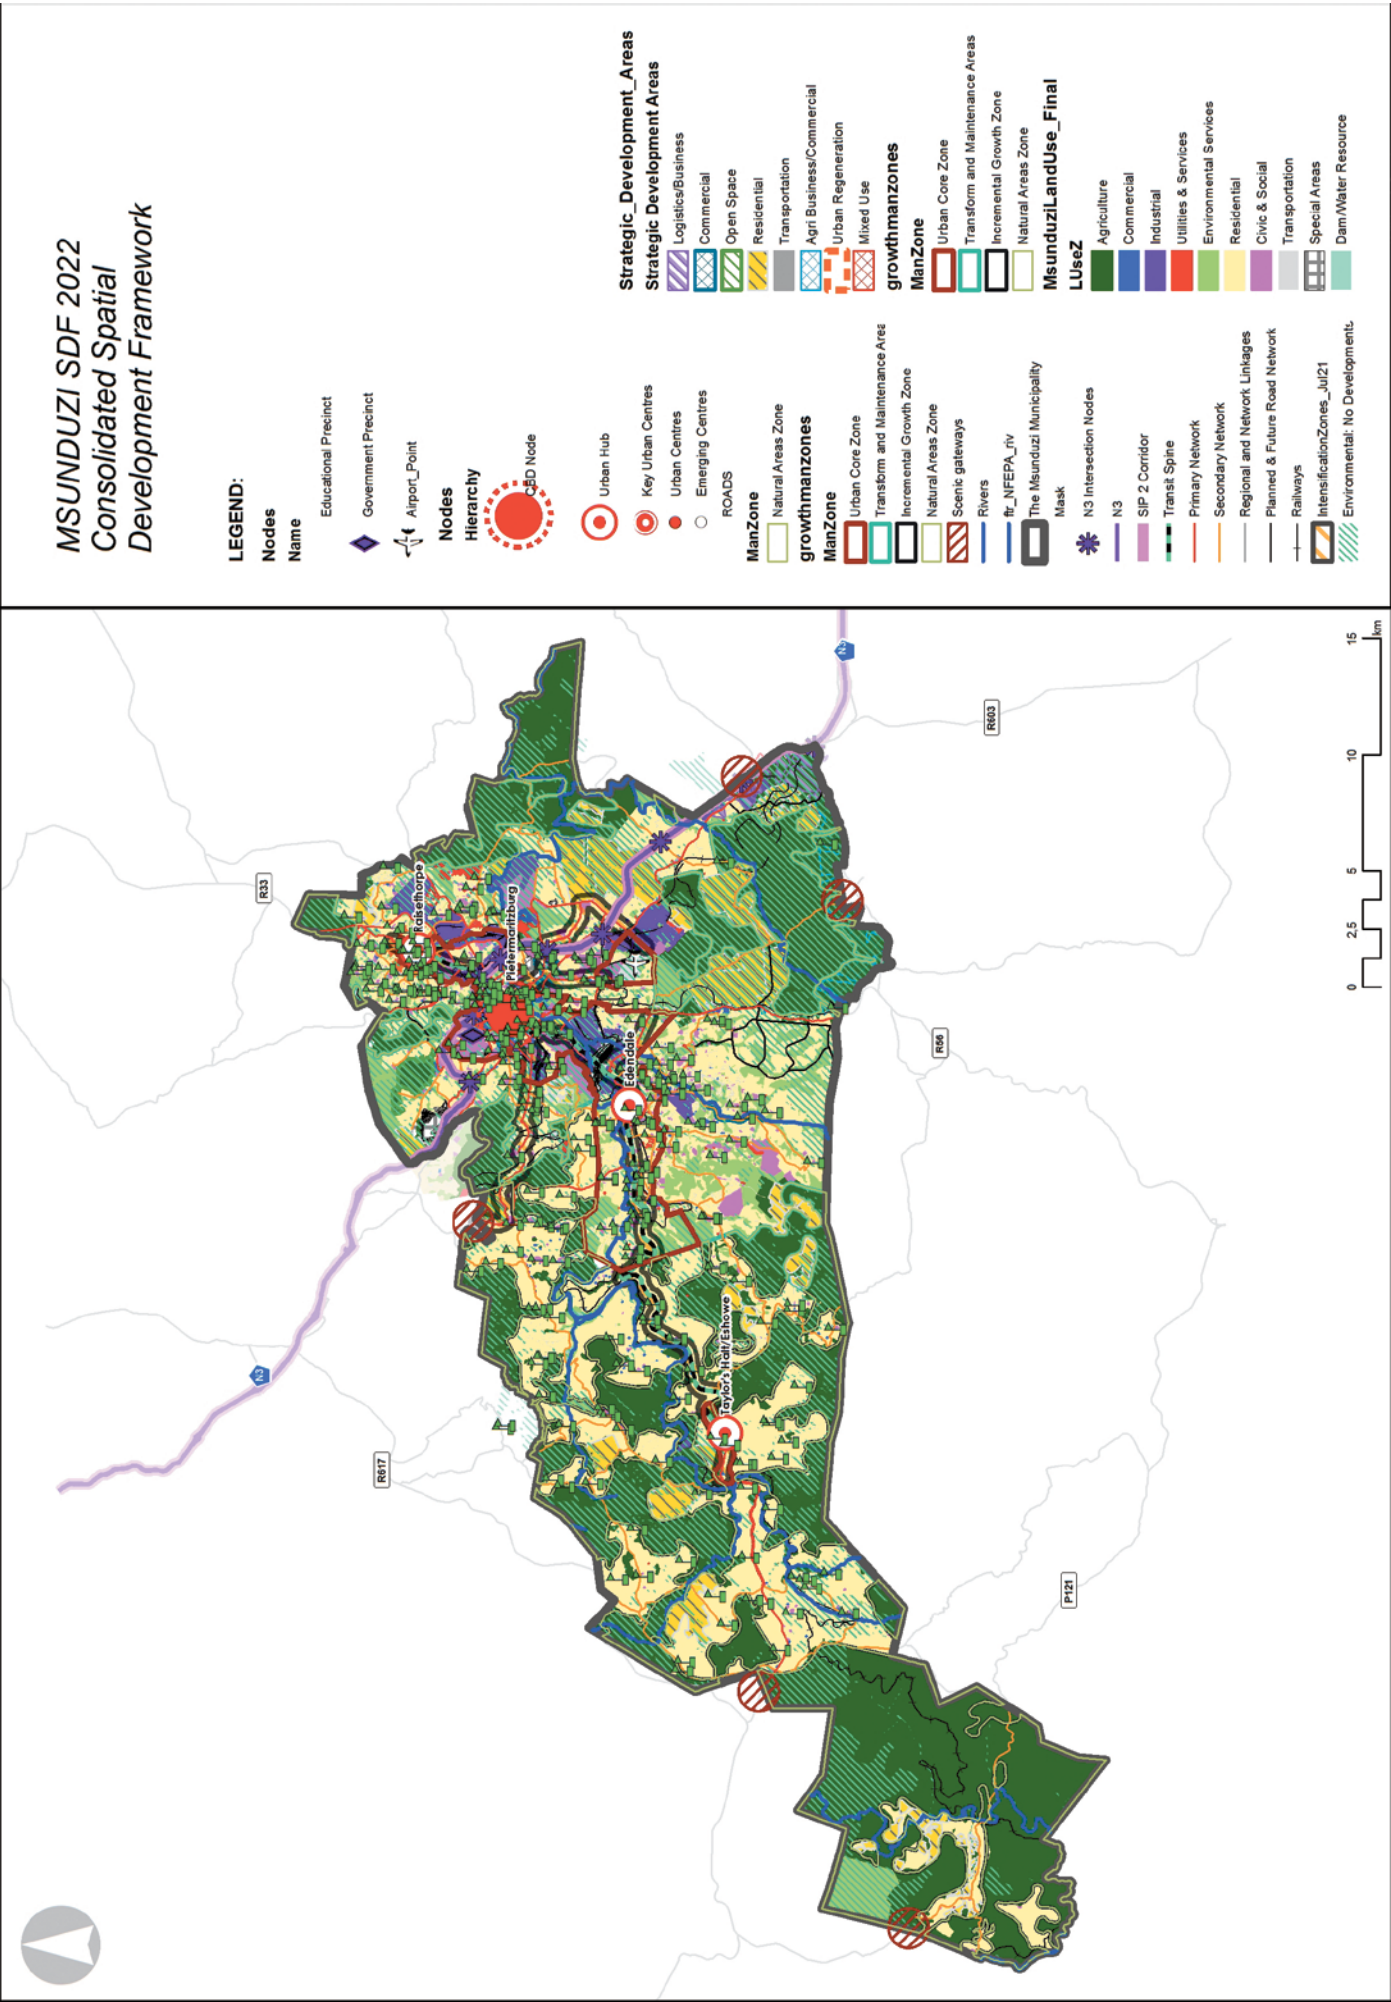 MSUNDUZI SDF 2022
Consolidated Spatial
Development Framework
LEGEND:
Nodes
Name
Educational Precinct
Government Precinct
Airport_Point
Nodes
Hierarchy
CBD Node
Urban Hub
Key Urban Centres
Urban Centres
Emerging Centres
ROADS
ManZone
Natural Areas Zone
growthmanzones
ManZone
Urban Core Zone
Transform and Maintenance Area
Incremental Growth Zone
Natural Areas Zone
Scenic gateways
Rivers
ftr_NFEPA_riv
The Msunduzi Municipality
Mask
N3 Intersection Nodes
N3
SIP 2 Corridor
Transit Spine
Primary Network
Secondary Network
Regional and Network Linkages
Planned & Future Road Network
Railways
IntensificationZones_Jul21
Environmental: No Developments
Strategic_Development_Areas
Strategic Development Areas
Logistics/Business
Commercial
Open Space
Residential
Transportation
Agri Business/Commercial
Urban Regeneration
Mixed Use
growthmanzones
ManZone
Urban Core Zone
Transform and Maintenance Areas
Incremental Growth Zone
Natural Areas Zone
MsunduziLandUse_Final
LUseZ
Agriculture
Commercial
Industrial
Utilities & Services
Environmental Services
Residential
Civic & Social
Transportation
Special Areas
Dam/Water Resource
R33
N3
R617
Raisethorpe
Pietermaritzburg
Edendale
Taylor's Halt/Eshowe
N3
R603
R56
P121
0 2.5 5 10 15
km